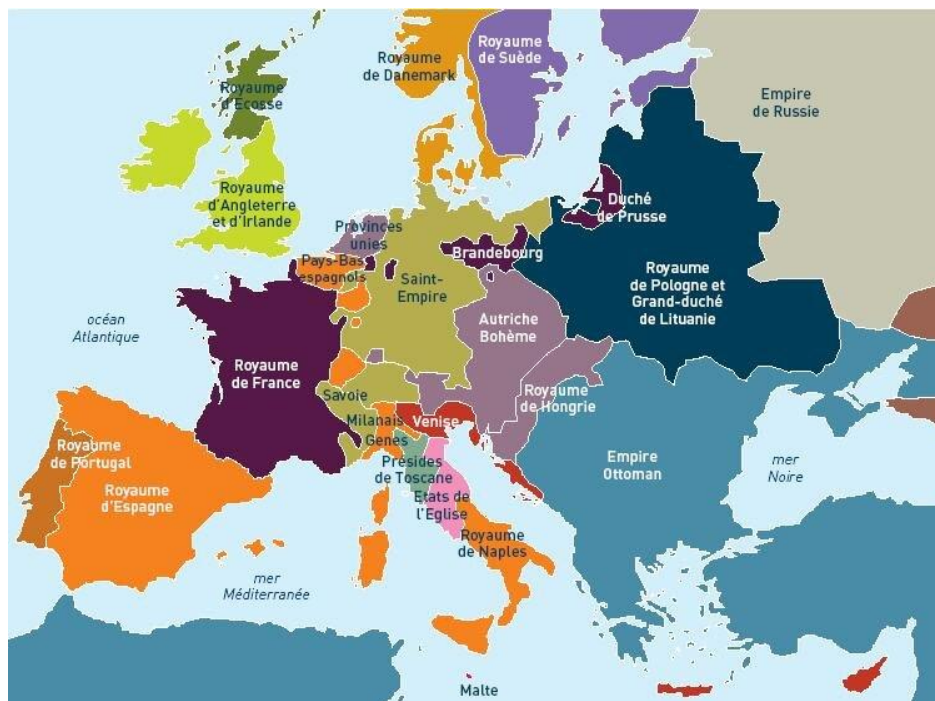 Royaume
de Suède
Royaume
de Danemark
Royaume
d'Ecosse
Empire
de Russie
Royaume
d'Angleterre
et d'Irlande
Provinces
unies
Duché
de Prusse
Pays-Bas
espagnols
Brandebourg
Saint-
Empire
Royaume
de Pologne et
Grand-duché
de Lituanie
océan
Atlantique
Autriche
Bohème
Royaume
de France
Savoie
Royaume
de Hongrie
Milanais
Venise
Genes
Royaume
de Portugal
Présides
de Toscane
Empire
Ottoman
mer
Noire
Royaume
d'Espagne
Etats de
l'Eglise
Royaume
de Naples
mer
Méditerranée
Malte